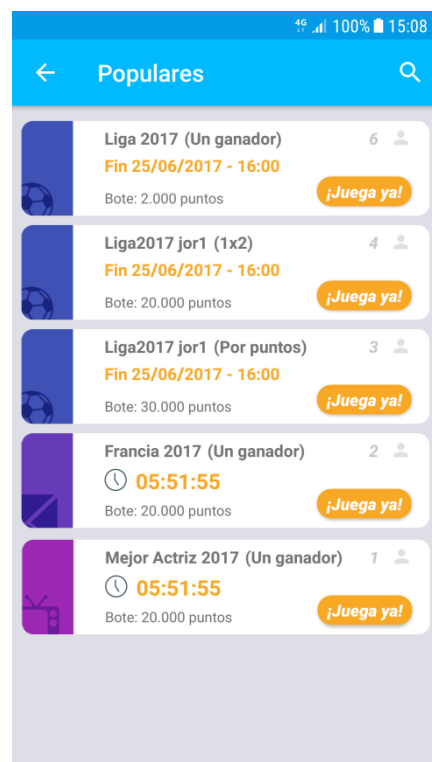 4G 100% 15:08
Populares
Liga 2017 (Un ganador) 6
Fin 25/06/2017 - 16:00
Bote: 2.000 puntos ¡Juega ya!
Liga2017 jor1 (1x2) 4
Fin 25/06/2017 - 16:00
Bote: 20.000 puntos ¡Juega ya!
Liga2017 jor1 (Por puntos) 3
Fin 25/06/2017 - 16:00
Bote: 30.000 puntos ¡Juega ya!
Francia 2017 (Un ganador) 2
05:51:55
Bote: 20.000 puntos ¡Juega ya!
Mejor Actriz 2017 (Un ganador) 1
05:51:55
Bote: 20.000 puntos ¡Juega ya!